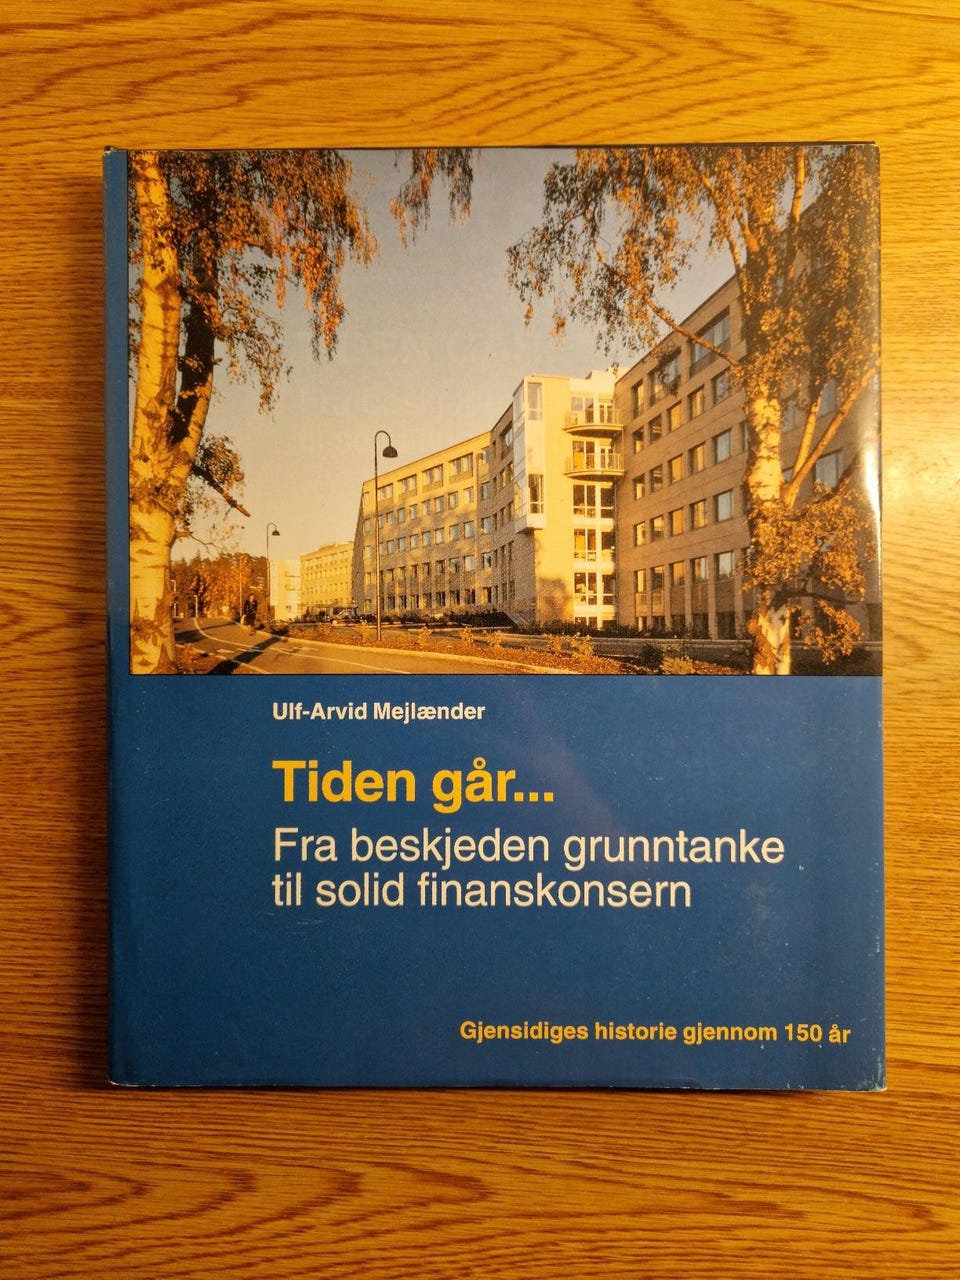 Ulf-Arvid Mejlænder
Tiden går...
Fra beskjeden grunntanke
til solid finanskonsern
Gjensidiges historie gjennom 150 år